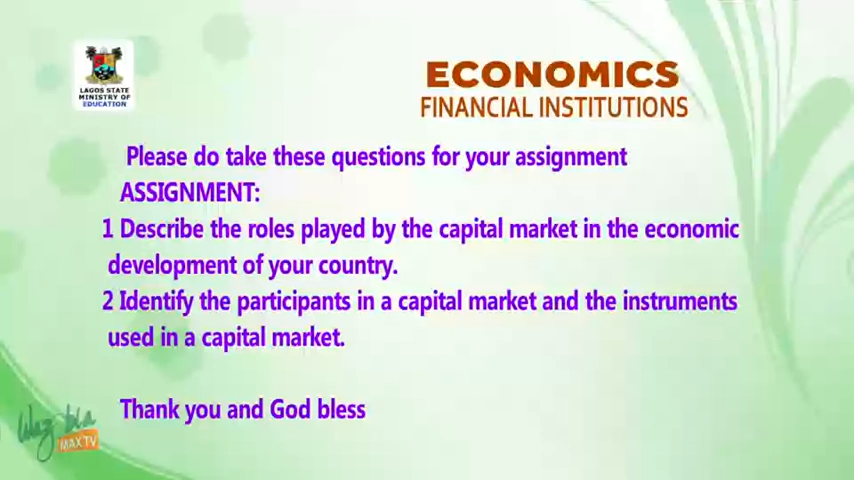 LAGOS STATE
MINISTRY OF
EDUCATION
ECONOMICS
FINANCIAL INSTITUTIONS
Please do take these questions for your assignment
ASSIGNMENT:
1 Describe the roles played by the capital market in the economic
development of your country.
2 Identify the participants in a capital market and the instruments
used in a capital market.
Thank you and God bless
MAX TV